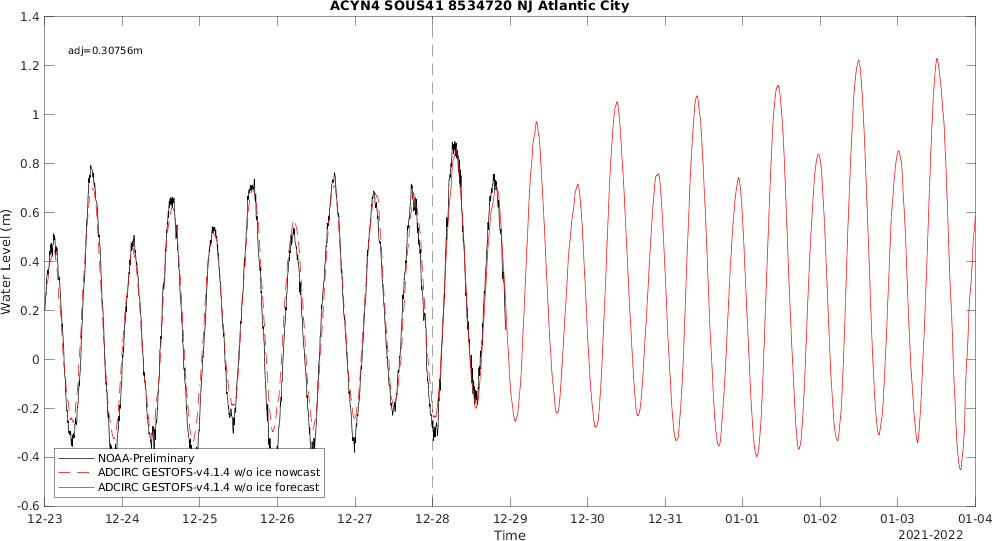 ACYN4 SOUS41 8534720 NJ Atlantic City
adj=0.30756m
1.4
1.2
1
0.8
0.6
0.4
0.2
0
-0.2
-0.4
-0.6
Water Level (m)
NOAA-Preliminary
ADCIRC GESTOFS-v4.1.4 w/o ice nowcast
ADCIRC GESTOFS-v4.1.4 w/o ice forecast
12-23 12-24 12-25 12-26 12-27 12-28 12-29 12-30 12-31 01-01 01-02 01-03 01-04
Time
2021-2022